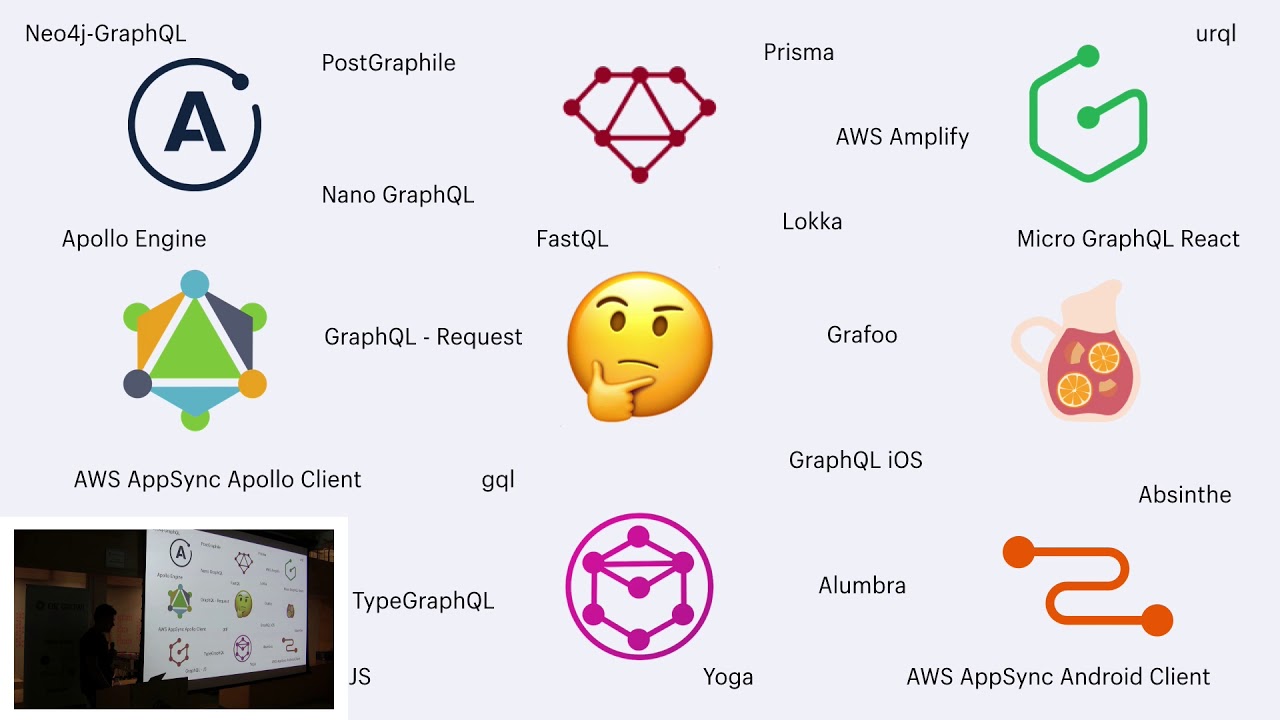 Neo4j-GraphQL
urql
Prisma
PostGraphile
A
AWS Amplify
Nano GraphQL
Lokka
Apollo Engine
FastQL
Micro GraphQL React
GraphQL - Request
Grafoo
GraphQL iOS
AWS AppSync Apollo Client
gql
Absinthe
Alumbra
TypeGraphQL
JS
Yoga
AWS AppSync Android Client